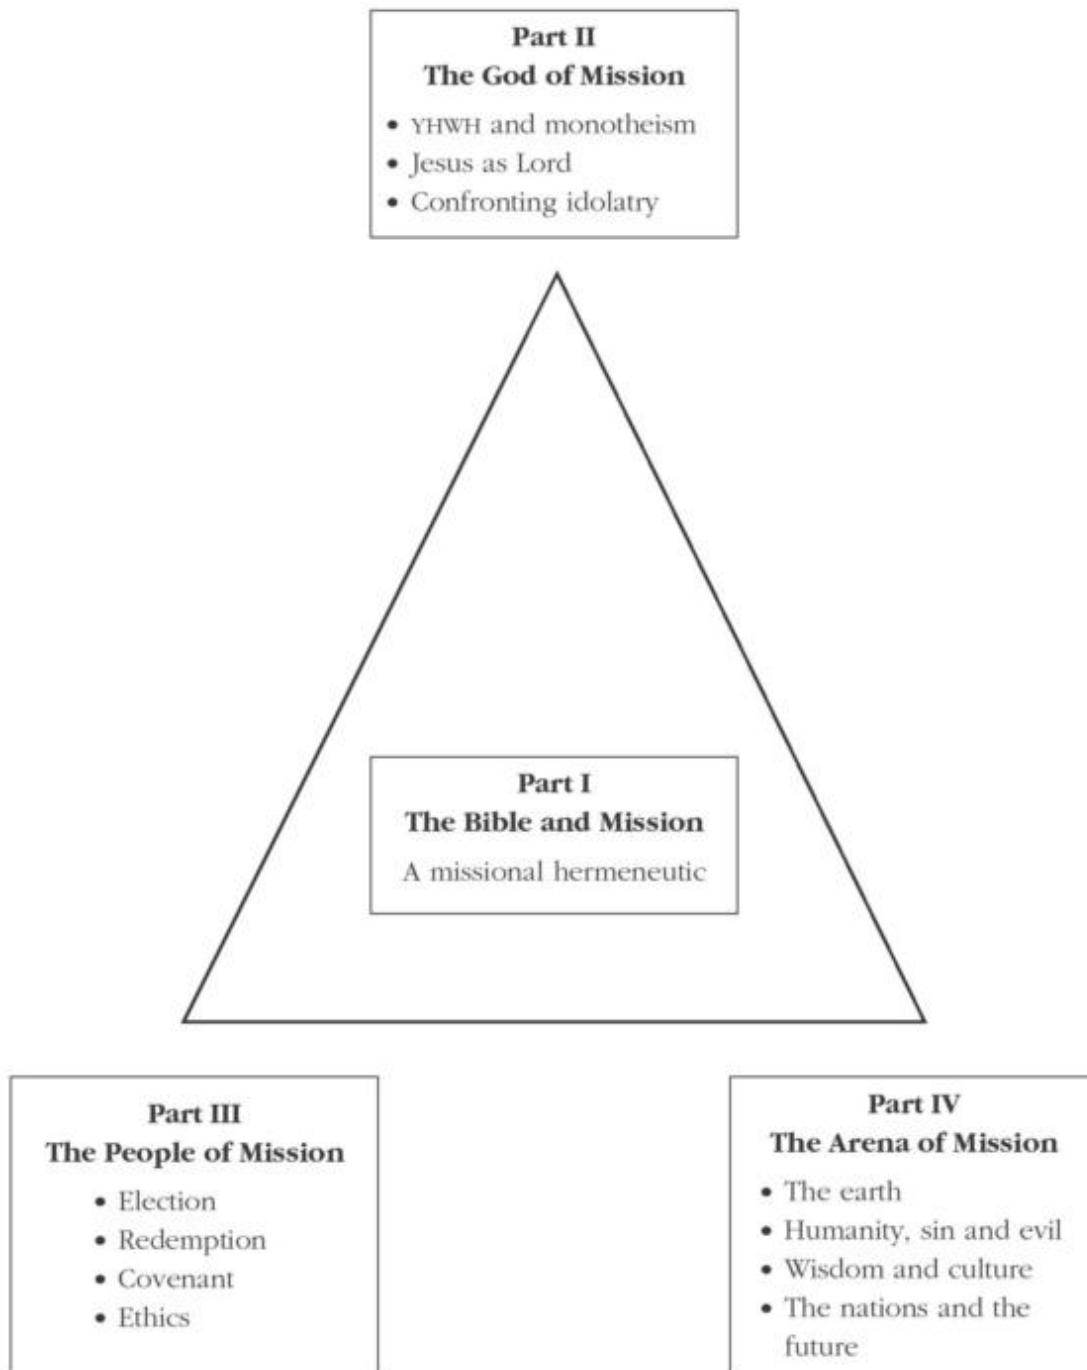 Part II
The God of Mission
• YHWH and monotheism
• Jesus as Lord
• Confronting idolatry
Part I
The Bible and Mission
A missional hermeneutic
Part III
The People of Mission
• Election
• Redemption
• Covenant
• Ethics
Part IV
The Arena of Mission
• The earth
• Humanity, sin and evil
• Wisdom and culture
• The nations and the
future